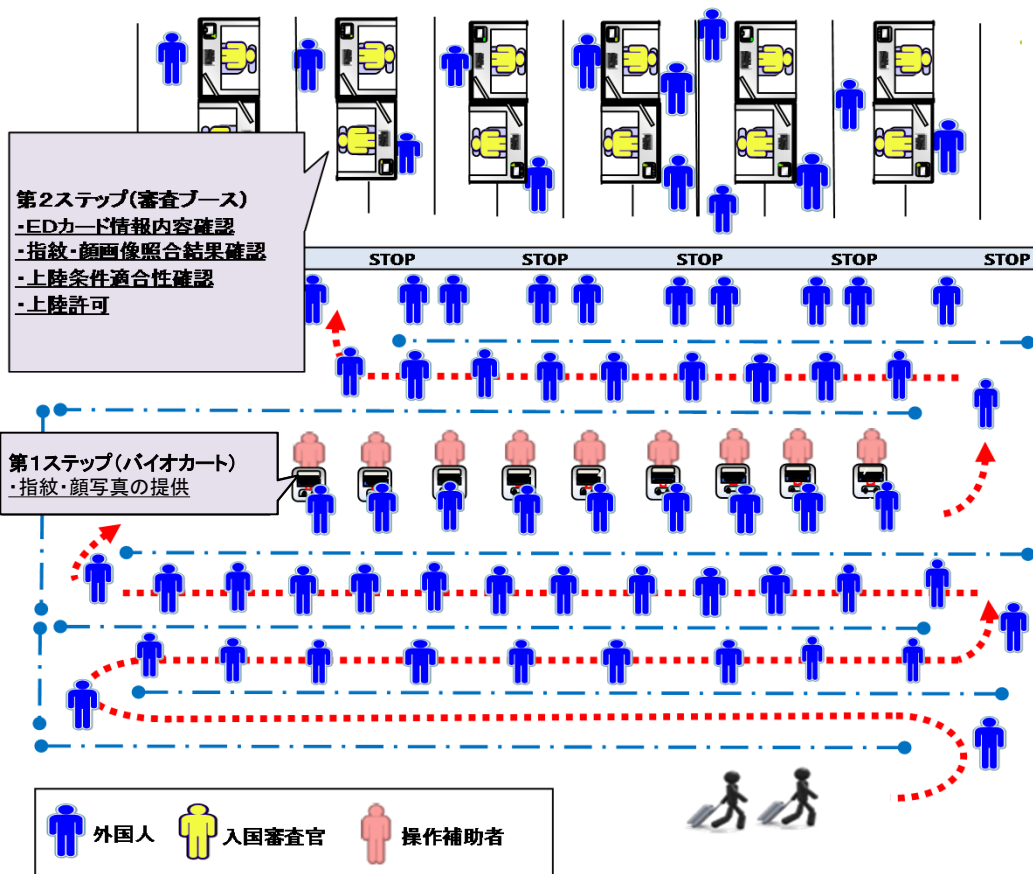 第2ステップ(審査ブース)
・EDカード情報内容確認
・指紋・顔画像照合結果確認
・上陸条件適合性確認
・上陸許可
STOP STOP STOP STOP STOP
第1ステップ(バイオカート)
・指紋・顔写真の提供
外国人 入国審査官 操作補助者